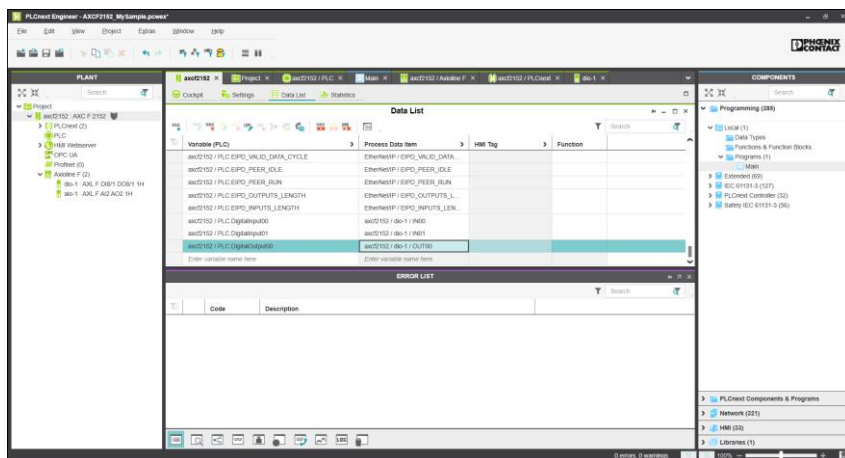 PLCnext Engineer - AXCF2152_MySample.pcwex*
File Edit View Project Extras Window Help
PHOENIX CONTACT
PLANT
Search
Project
axcf2152 : AXC F 2152
PLCnext (2)
PLC
HMI Webserver
OPC UA
Profinet (0)
Axioline F (2)
dio-1 : AXL F DI8/1 DO8/1 1H
aio-1 : AXL F AI2 AO2 1H
axcf2152 Project axcf2152 / PLC Main axcf2152 / Axioline F axcf2152 / PLCnext dio-1
Cockpit Settings Data List Statistics
Data List
Search
Variable (PLC) Process Data Item HMI Tag Function
axcf2152 / PLC.EIPD_VALID_DATA_CYCLE EtherNet/IP / EIPD_VALID_DATA...
axcf2152 / PLC.EIPD_PEER_IDLE EtherNet/IP / EIPD_PEER_IDLE
axcf2152 / PLC.EIPD_PEER_RUN EtherNet/IP / EIPD_PEER_RUN
axcf2152 / PLC.EIPD_OUTPUTS_LENGTH EtherNet/IP / EIPD_OUTPUTS_LEN...
axcf2152 / PLC.EIPD_INPUTS_LENGTH EtherNet/IP / EIPD_INPUTS_LEN...
axcf2152 / PLC.DigitalInput00 axcf2152 / dio-1 / IN00
axcf2152 / PLC.DigitalInput01 axcf2152 / dio-1 / IN01
axcf2152 / PLC.DigitalOutput00 axcf2152 / dio-1 / OUT00
Enter variable name here Enter variable name here
ERROR LIST
Search
Code Description
COMPONENTS
Search
Programming (285)
Local (1)
Data Types
Functions & Function Blocks
Programs (1)
Main
Extended (69)
IEC 61131-3 (127)
PLCnext Controller (32)
Safety IEC 61131-3 (56)
PLCnext Components & Programs
Network (321)
HMI (33)
Libraries (1)
0 errors, 0 warnings 100%